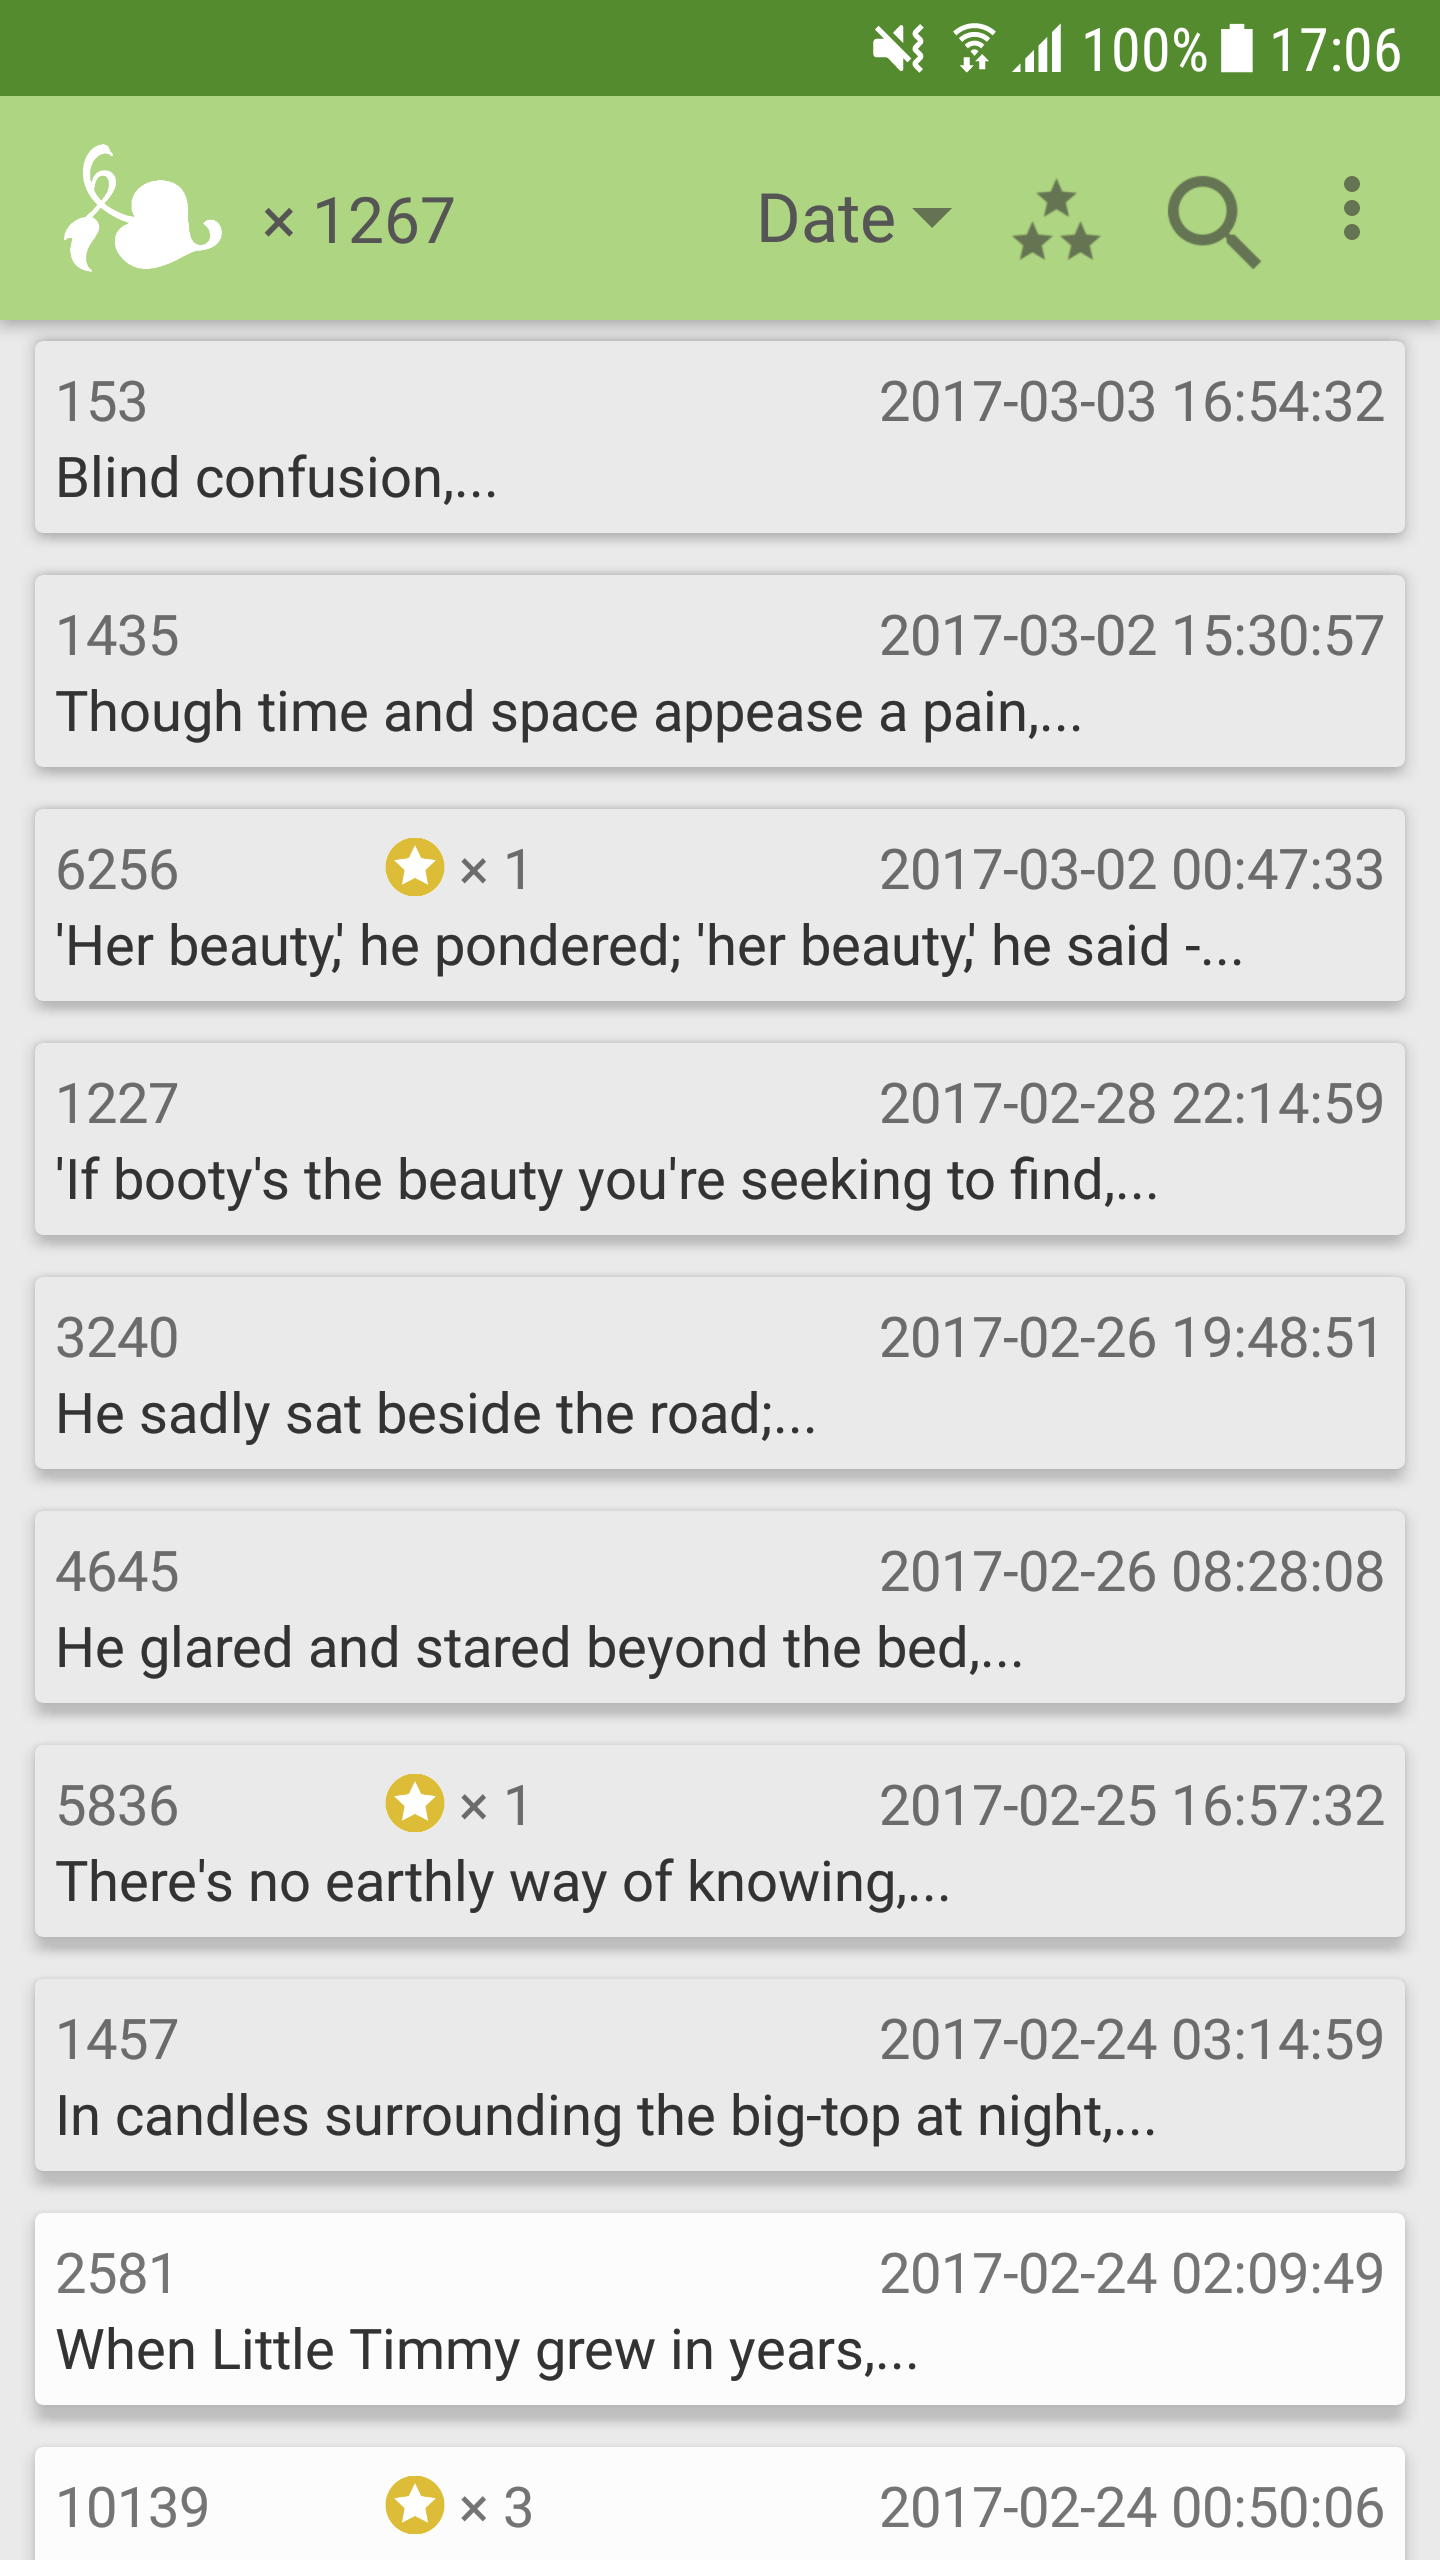 100% 17:06
× 1267 Date
153 2017-03-03 16:54:32
Blind confusion,...
1435 2017-03-02 15:30:57
Though time and space appease a pain,...
6256 × 1 2017-03-02 00:47:33
'Her beauty,' he pondered; 'her beauty,' he said -...
1227 2017-02-28 22:14:59
'If booty's the beauty you're seeking to find,...
3240 2017-02-26 19:48:51
He sadly sat beside the road;...
4645 2017-02-26 08:28:08
He glared and stared beyond the bed,...
5836 × 1 2017-02-25 16:57:32
There's no earthly way of knowing,...
1457 2017-02-24 03:14:59
In candles surrounding the big-top at night,...
2581 2017-02-24 02:09:49
When Little Timmy grew in years,...
10139 × 3 2017-02-24 00:50:06